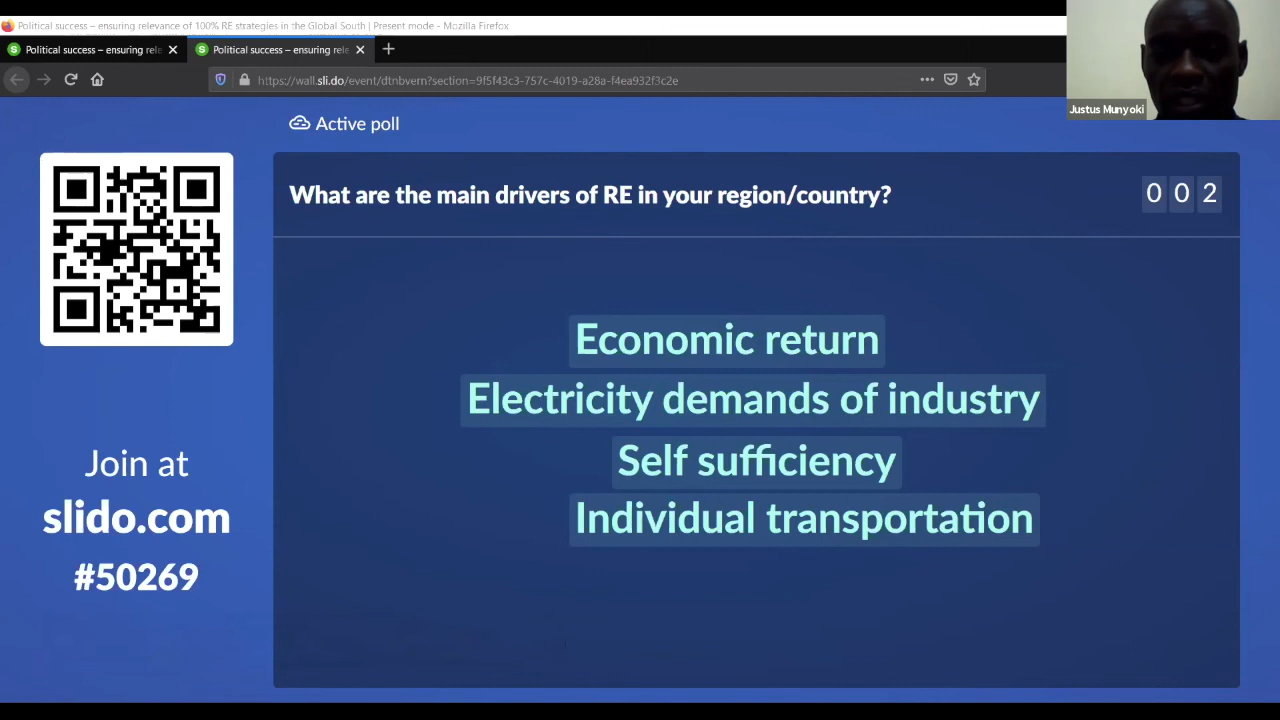 Political success – ensuring relevance of 100% RE strategies in the Global South | Present mode - Mozilla Firefox
Political success – ensuring rele
Political success – ensuring rele
https://wall.sli.do/event/dtnbvern?section=9f5f43c3-757c-4019-a28a-f4ea932f3c2e
Justus Munyoki
Active poll
What are the main drivers of RE in your region/country?
002
Economic return
Electricity demands of industry
Self sufficiency
Individual transportation
Join at
slido.com
#50269